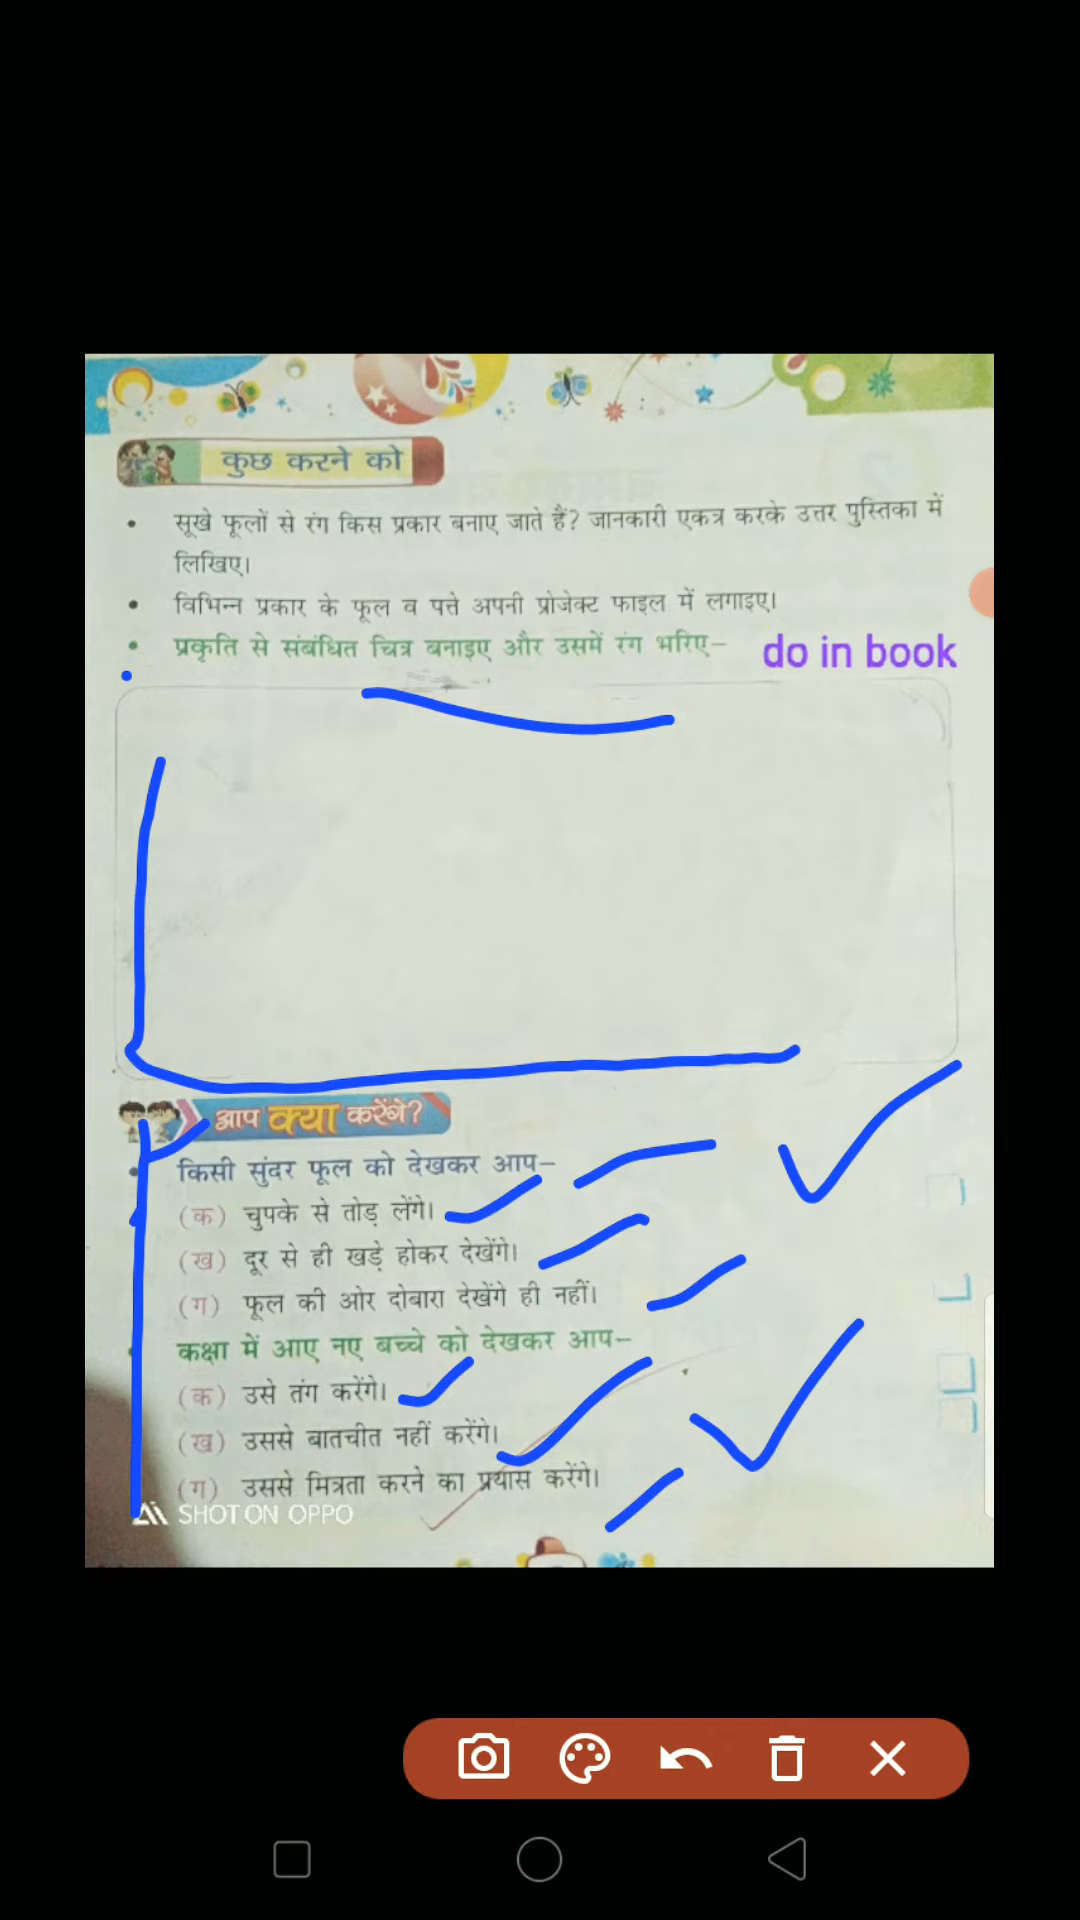 कुछ करने को
• सूखे फूलों से रंग किस प्रकार बनाए जाते हैं? जानकारी एकत्र करके उत्तर पुस्तिका में
लिखिए।
• विभिन्न प्रकार के फूल व पत्ते अपनी प्रोजेक्ट फाइल में लगाइए।
• प्रकृति से संबंधित चित्र बनाइए और उसमें रंग भरिए– do in book
आप क्या करेंगे?
• किसी सुंदर फूल को देखकर आप–
(क) चुपके से तोड़ लेंगे।
(ख) दूर से ही खड़े होकर देखेंगे।
(ग) फूल की ओर दोबारा देखेंगे ही नहीं।
• कक्षा में आए नए बच्चे को देखकर आप–
(क) उसे तंग करेंगे।
(ख) उससे बातचीत नहीं करेंगे।
(ग) उससे मित्रता करने का प्रयास करेंगे।
SHOT ON OPPO